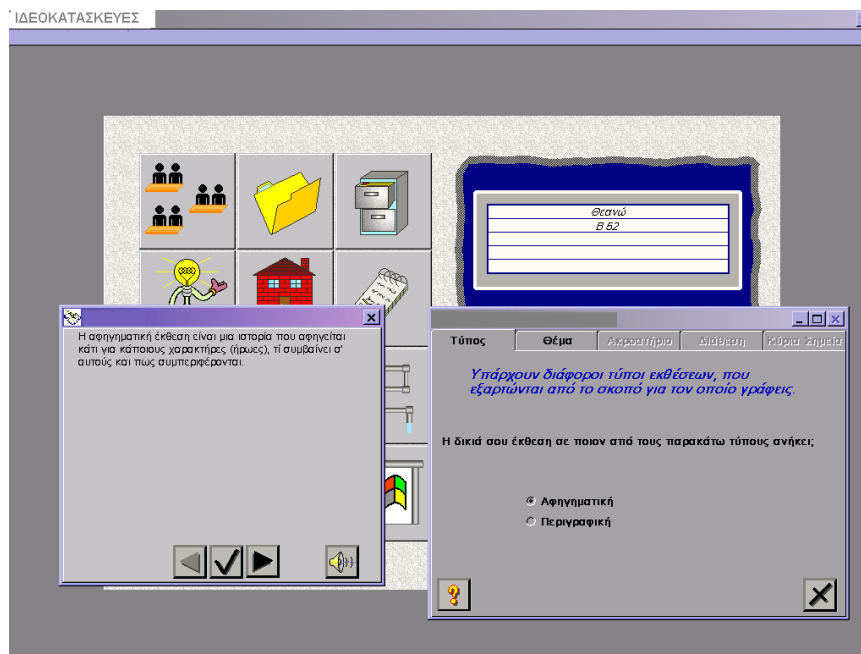 ΙΔΕΟΚΑΤΑΣΚΕΥΕΣ
Θεανώ
Β 52
Η αφηγηματική έκθεση είναι μια ιστορία που αφηγείται
κάτι για κάποιους χαρακτήρες (ήρωες), τί συμβαίνει σ'
αυτούς και πως συμπεριφέρονται.
Τύπος Θέμα Ακροατήριο Διάθεση Κύρια Σημεία
Υπάρχουν διάφοροι τύποι εκθέσεων, που
εξαρτώνται από το σκοπό για τον οποίο γράφεις.
Η δικιά σου έκθεση σε ποιον από τους παρακάτω τύπους ανήκει;
Αφηγηματική
Περιγραφική